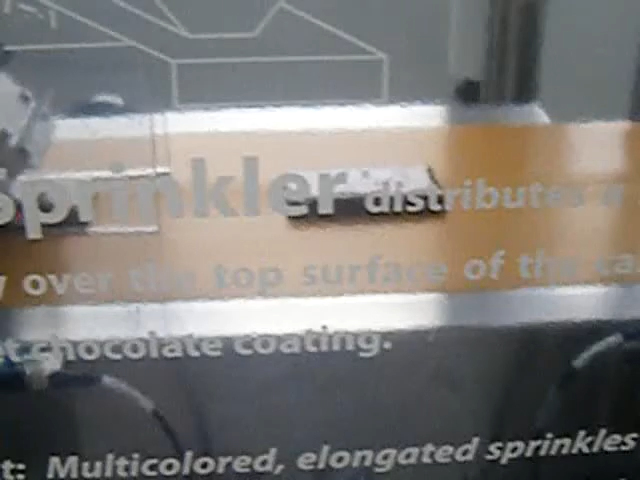 Sprinkler distributes a
over the top surface of the
chocolate coating.
Multicolored, elongated sprinkles